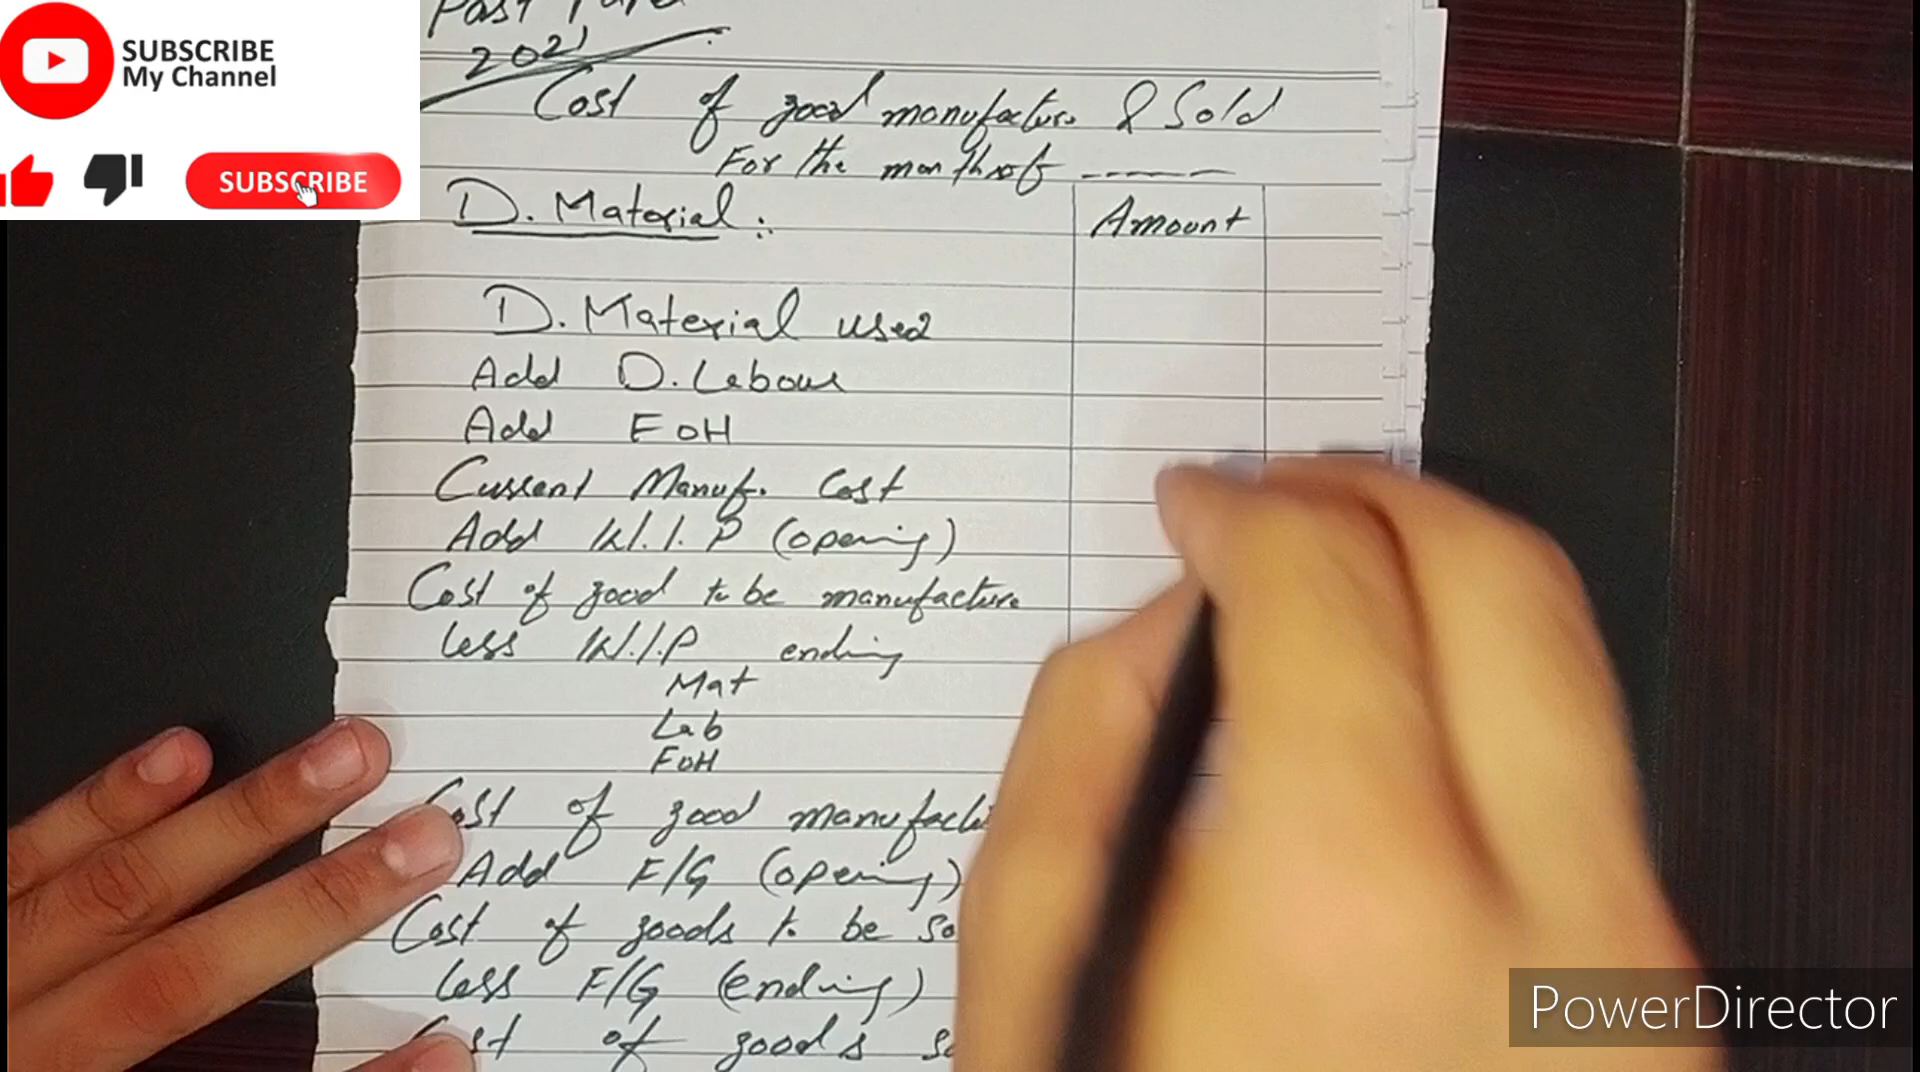 SUBSCRIBE
My Channel
SUBSCRIBE
Past
2021
Cost of good manufacture & Sold
For the month of ------
D. Material:
Amount
D. Material used
Add D. Labour
Add FOH
Current Manuf. Cost
Add W.I.P (opening)
Cost of good to be manufacture
Less W.I.P ending
Mat
Lab
FOH
Cost of good
Add F/G (opening)
Cost of goods to be
Less F/G (ending)
Cost of goods
PowerDirector